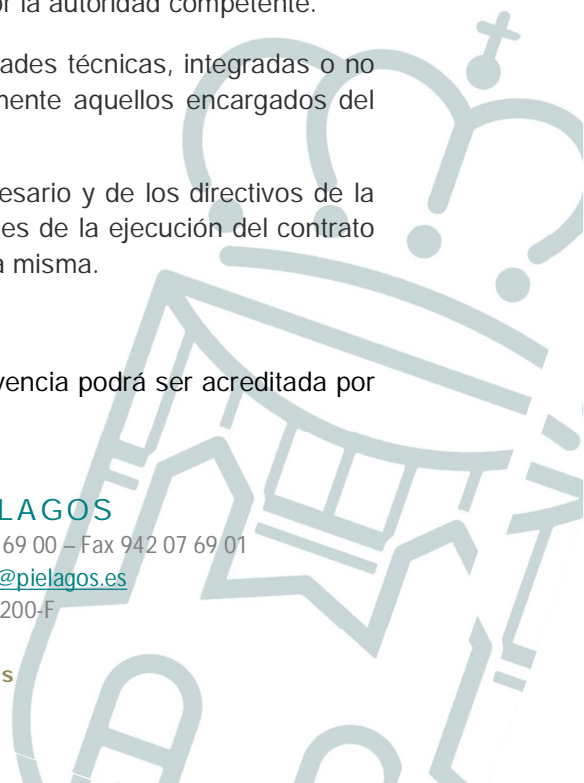 or la autoridad competente.
ades técnicas, integradas o no
mente aquellos encargados del
esario y de los directivos de la
es de la ejecución del contrato
a misma.
vencia podrá ser acreditada por
LAGOS
69 00 – Fax 942 07 69 01
@pielagos.es
200-F
s